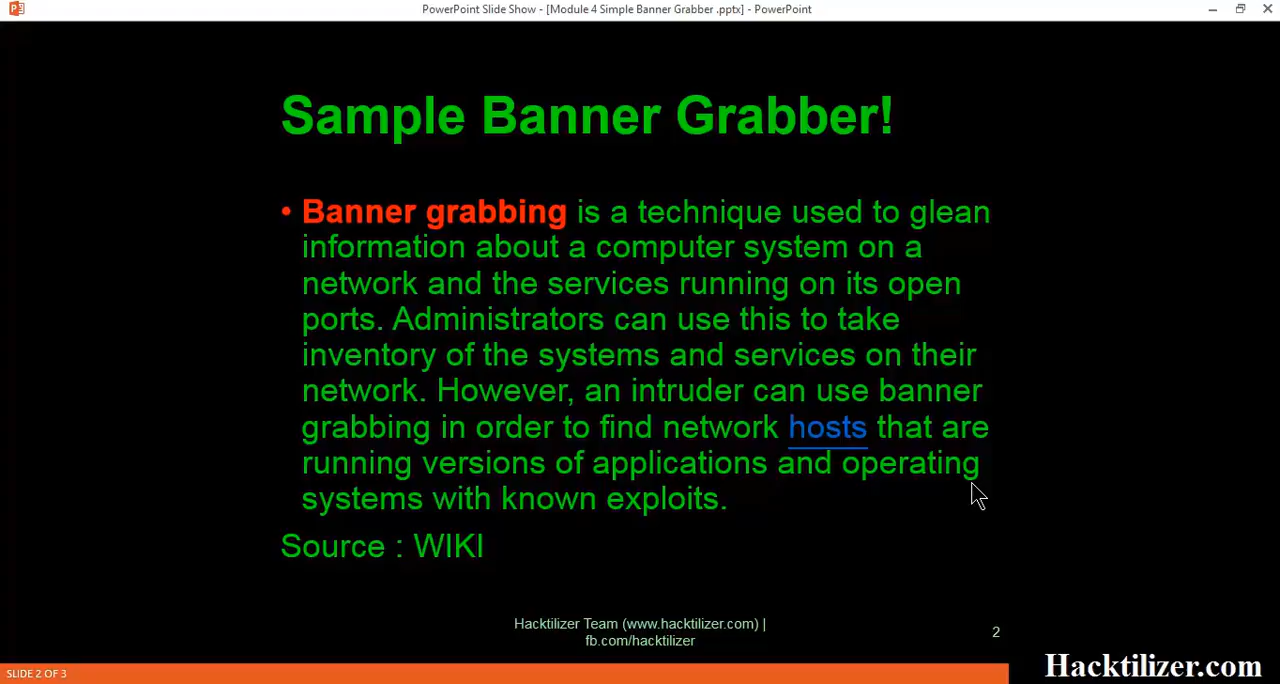 PowerPoint Slide Show - [Module 4 Simple Banner Grabber .pptx] - PowerPoint
Sample Banner Grabber!
• Banner grabbing is a technique used to glean
information about a computer system on a
network and the services running on its open
ports. Administrators can use this to take
inventory of the systems and services on their
network. However, an intruder can use banner
grabbing in order to find network hosts that are
running versions of applications and operating
systems with known exploits.
Source : WIKI
Hacktilizer Team (www.hacktilizer.com) |
fb.com/hacktilizer
2
SLIDE 2 OF 3
Hacktilizer.com